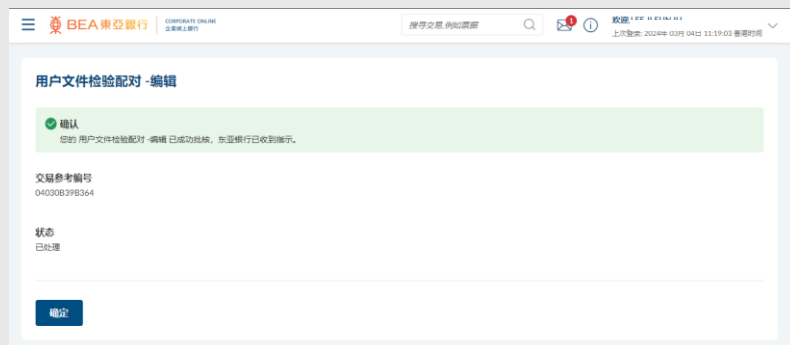 BEA東亞銀行
CORPORATE ONLINE
企業網上銀行
搜寻交易,例如票据
1
欢迎,
上次登录: 2024年 03月 04日 11:19:03 香港时间
用户文件检验配对 -编辑
确认
您的 用户文件检验配对 -编辑 已成功批核，东亚银行已收到指示。
交易参考编号
04030B39B364
状态
已处理
确定